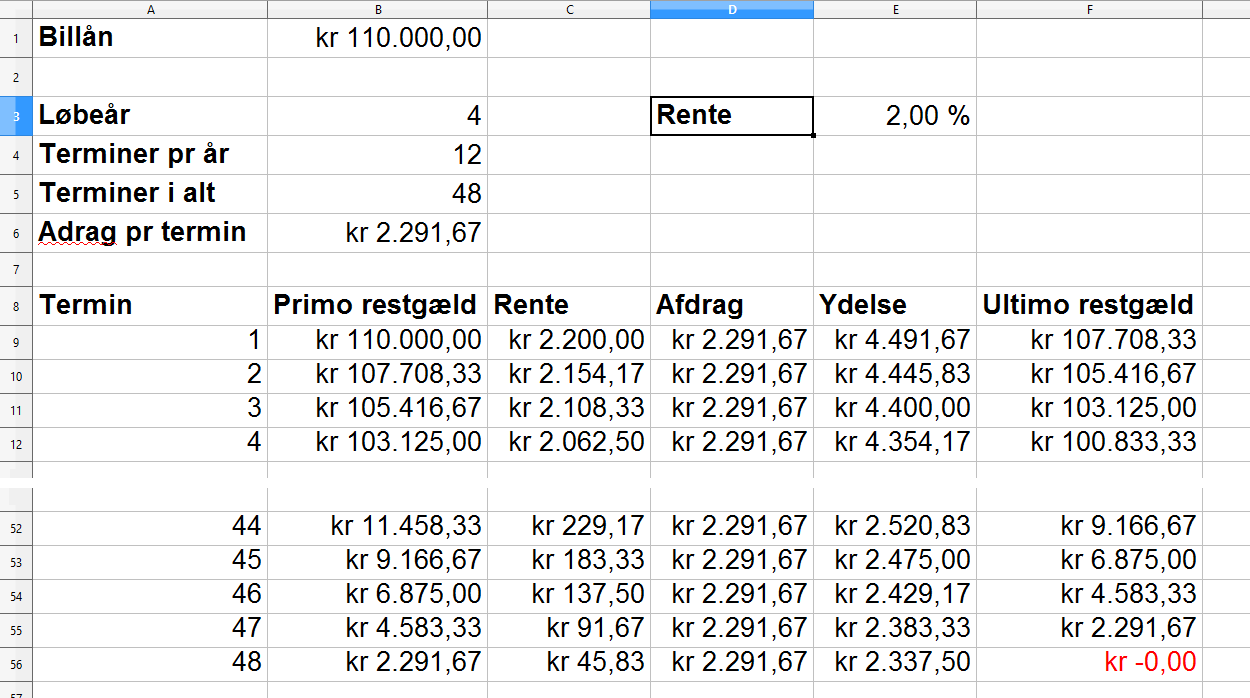 A B C D E F
1 Billån kr 110.000,00
2
3 Løbeår 4 Rente 2,00 %
4 Terminer pr år 12
5 Terminer i alt 48
6 Adrag pr termin kr 2.291,67
7
8 Termin Primo restgæld Rente Afdrag Ydelse Ultimo restgæld
9 1 kr 110.000,00 kr 2.200,00 kr 2.291,67 kr 4.491,67 kr 107.708,33
10 2 kr 107.708,33 kr 2.154,17 kr 2.291,67 kr 4.445,83 kr 105.416,67
11 3 kr 105.416,67 kr 2.108,33 kr 2.291,67 kr 4.400,00 kr 103.125,00
12 4 kr 103.125,00 kr 2.062,50 kr 2.291,67 kr 4.354,17 kr 100.833,33
52 44 kr 11.458,33 kr 229,17 kr 2.291,67 kr 2.520,83 kr 9.166,67
53 45 kr 9.166,67 kr 183,33 kr 2.291,67 kr 2.475,00 kr 6.875,00
54 46 kr 6.875,00 kr 137,50 kr 2.291,67 kr 2.429,17 kr 4.583,33
55 47 kr 4.583,33 kr 91,67 kr 2.291,67 kr 2.383,33 kr 2.291,67
56 48 kr 2.291,67 kr 45,83 kr 2.291,67 kr 2.337,50 kr -0,00
57